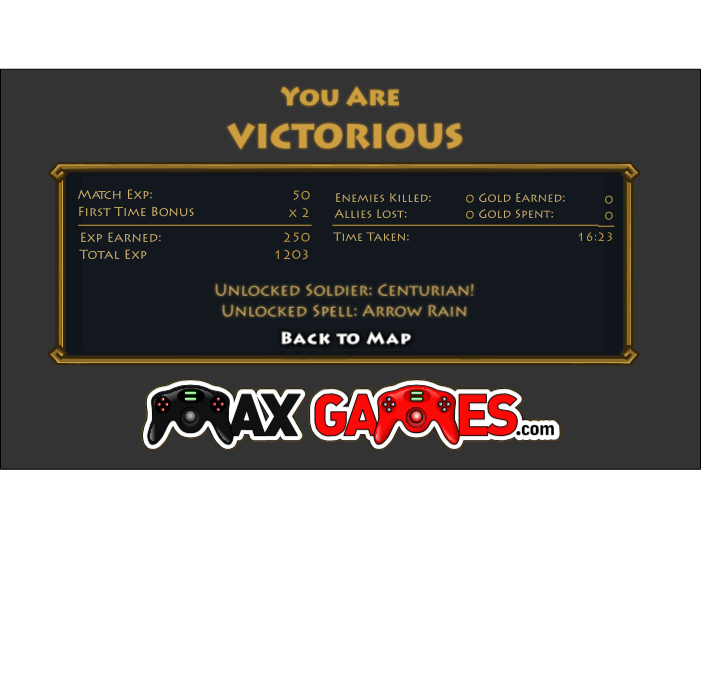 You Are
VICTORIOUS
Match Exp: 50
First Time Bonus x 2
Exp Earned: 250
Total Exp 1203
Enemies Killed: 0 Gold Earned: 0
Allies Lost: 0 Gold Spent: 0
Time Taken: 16:23
Unlocked Soldier: Centurian!
Unlocked Spell: Arrow Rain
Back to Map
MAX GAMES.com